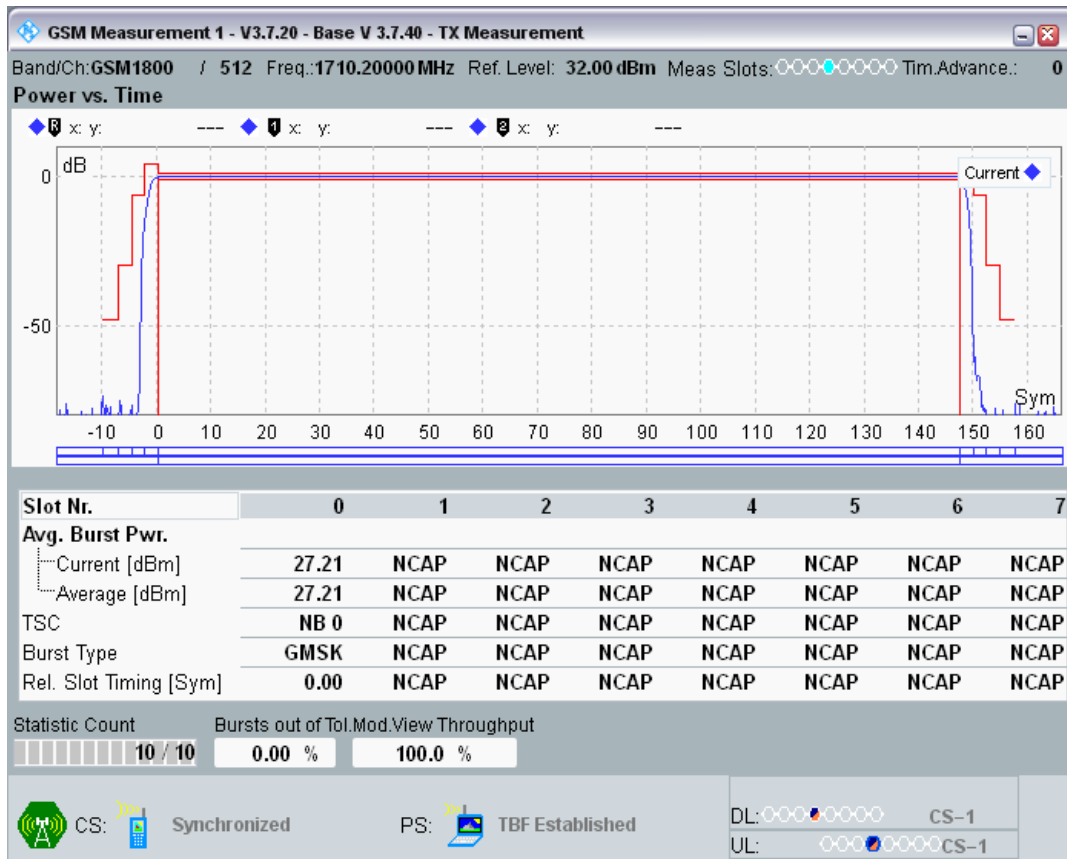 GSM Measurement 1 - V3.7.20 - Base V 3.7.40 - TX Measurement
Band/Ch:GSM1800 / 512 Freq.:1710.20000 MHz Ref. Level: 32.00 dBm Meas Slots: Tim.Advance.: 0
Power vs. Time
R x: y: --- 1 x: y: --- 2 x: y: ---
dB
Current
0
-50
Sym
-10 0 10 20 30 40 50 60 70 80 90 100 110 120 130 140 150 160
Slot Nr. 0 1 2 3 4 5 6 7
Avg. Burst Pwr.
Current [dBm] 27.21 NCAP NCAP NCAP NCAP NCAP NCAP NCAP
Average [dBm] 27.21 NCAP NCAP NCAP NCAP NCAP NCAP NCAP
TSC NB 0 NCAP NCAP NCAP NCAP NCAP NCAP NCAP
Burst Type GMSK NCAP NCAP NCAP NCAP NCAP NCAP NCAP
Rel. Slot Timing [Sym] 0.00 NCAP NCAP NCAP NCAP NCAP NCAP NCAP
Statistic Count Bursts out of Tol.Mod.View Throughput
10 / 10 0.00 % 100.0 %
CS: Synchronized PS: TBF Established
DL: CS-1
UL: CS-1